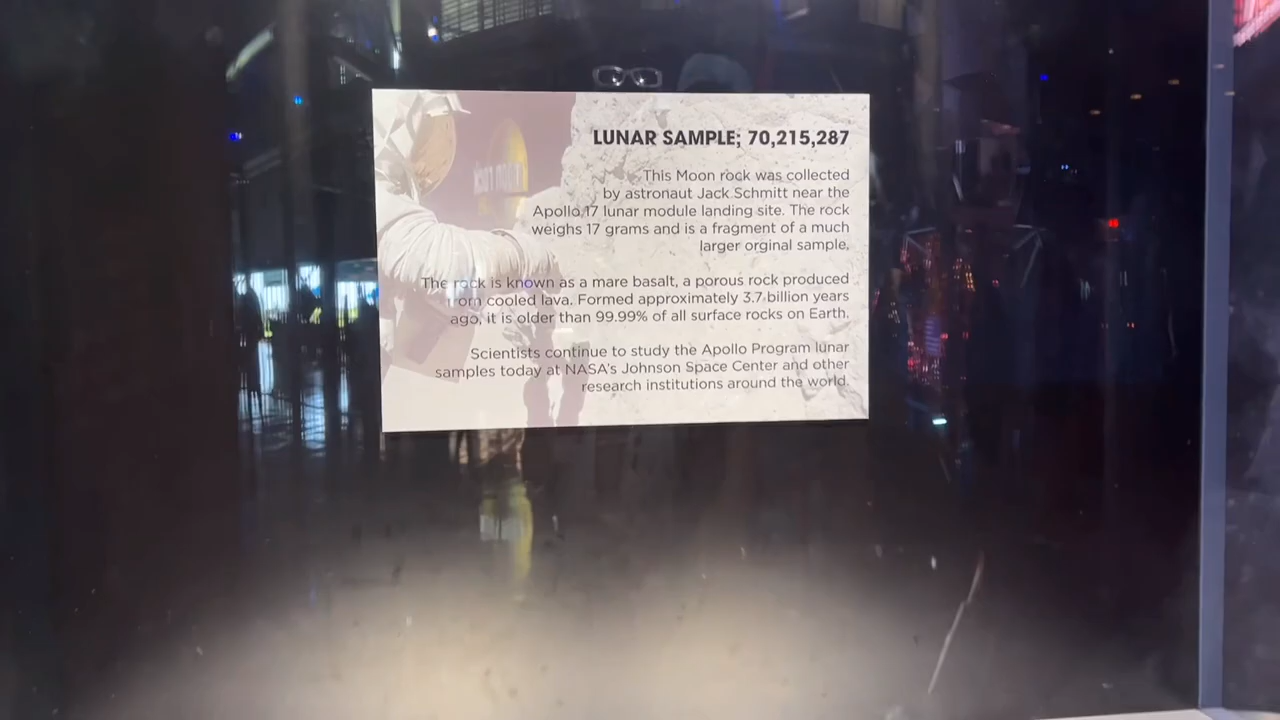 LUNAR SAMPLE; 70,215,287
This Moon rock was collected
by astronaut Jack Schmitt near the
Apollo 17 lunar module landing site. The rock
weighs 17 grams and is a fragment of a much
larger orginal sample.
The rock is known as a mare basalt, a porous rock produced
from cooled lava. Formed approximately 3.7 billion years
ago, it is older than 99.99% of all surface rocks on Earth.
Scientists continue to study the Apollo Program lunar
samples today at NASA's Johnson Space Center and other
research institutions around the world.